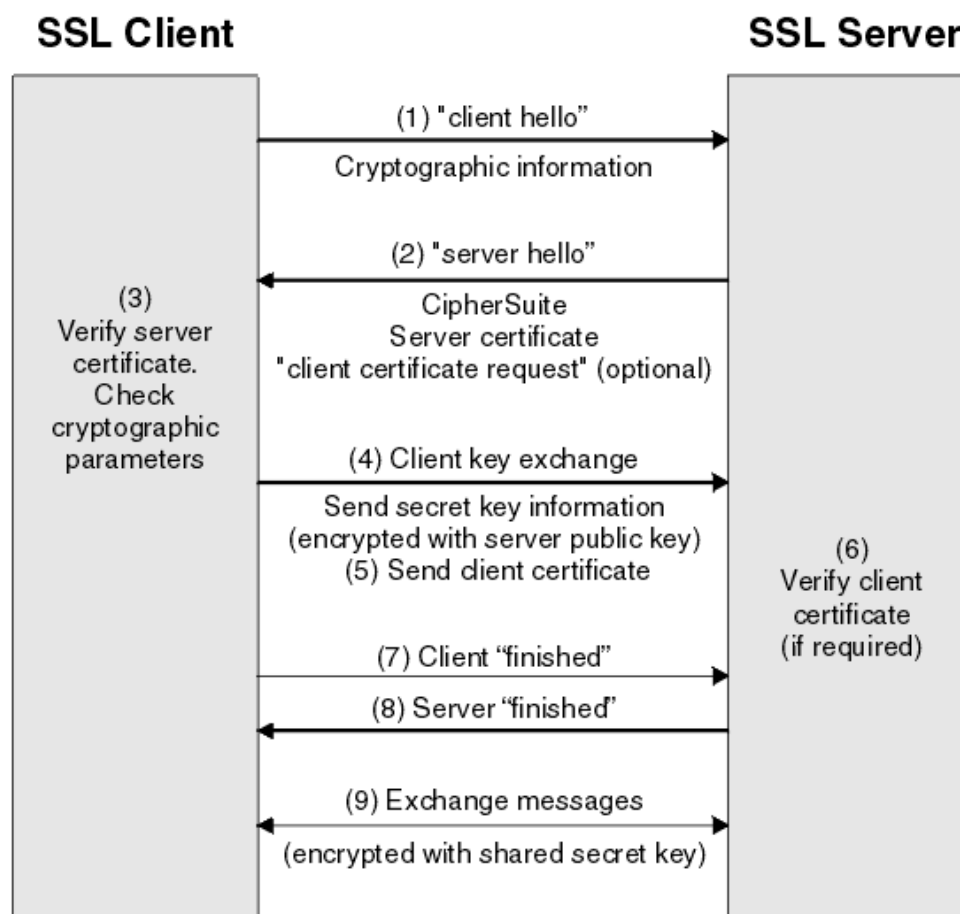 SSL Client
SSL Server
(1) "client hello”
Cryptographic information
(2) "server hello”
CipherSuite
Server certificate
"client certificate request" (optional)
(3)
Verify server
certificate.
Check
cryptographic
parameters
(4) Client key exchange
Send secret key information
(encrypted with server public key)
(5) Send client certificate
(6)
Verify client
certificate
(if required)
(7) Client “finished”
(8) Server “finished”
(9) Exchange messages
(encrypted with shared secret key)